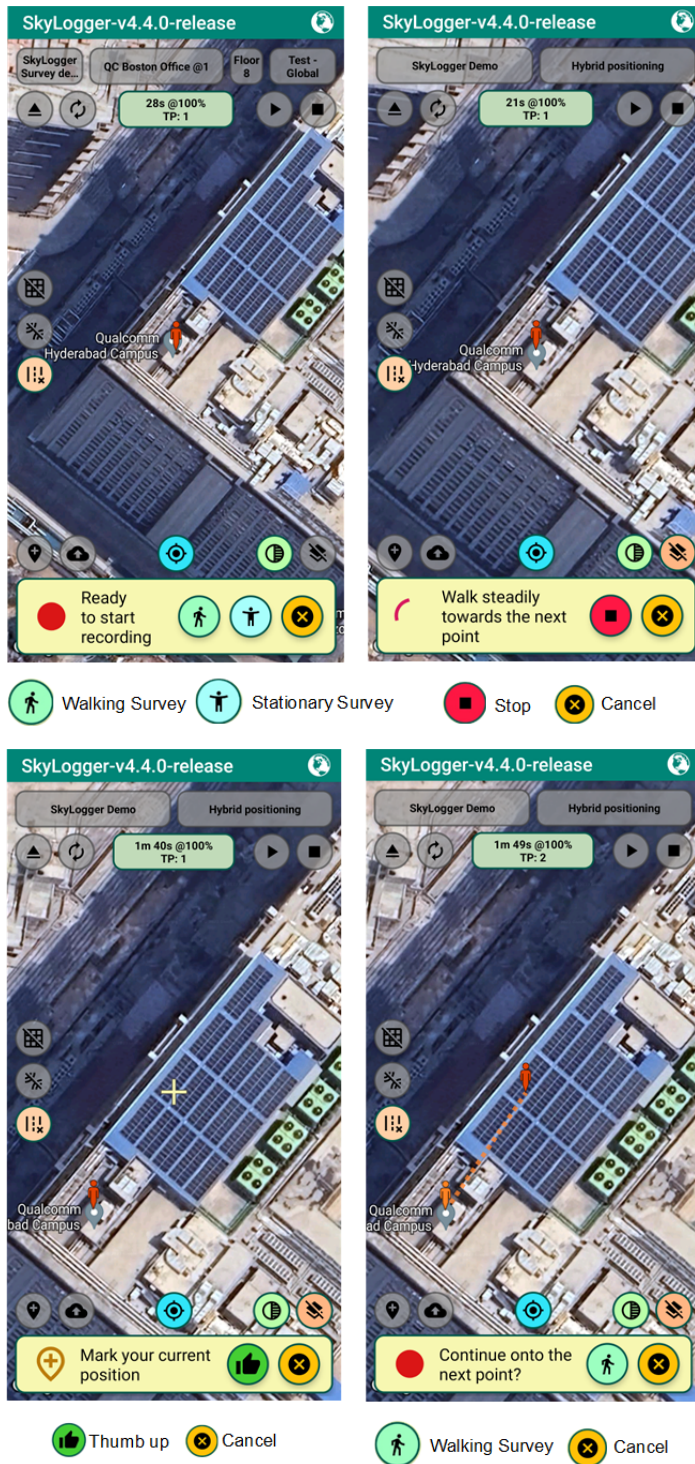 SkyLogger-v4.4.0-release
SkyLogger
Survey de...
QC Boston Office @1
Floor
8
Test -
Global
28s @100%
TP: 1
Qualcomm
Hyderabad Campus
Ready
to start
recording
SkyLogger-v4.4.0-release
SkyLogger Demo
Hybrid positioning
21s @100%
TP: 1
Qualcomm
Hyderabad Campus
Walk steadily
towards the next
point
Walking Survey
Stationary Survey
Stop
Cancel
SkyLogger-v4.4.0-release
SkyLogger Demo
Hybrid positioning
1m 40s @100%
TP: 1
Qualcomm
bad Campus
Mark your current
position
SkyLogger-v4.4.0-release
SkyLogger Demo
Hybrid positioning
1m 49s @100%
TP: 2
Qualcomm
ad Campus
Continue onto the
next point?
Thumb up
Cancel
Walking Survey
Cancel